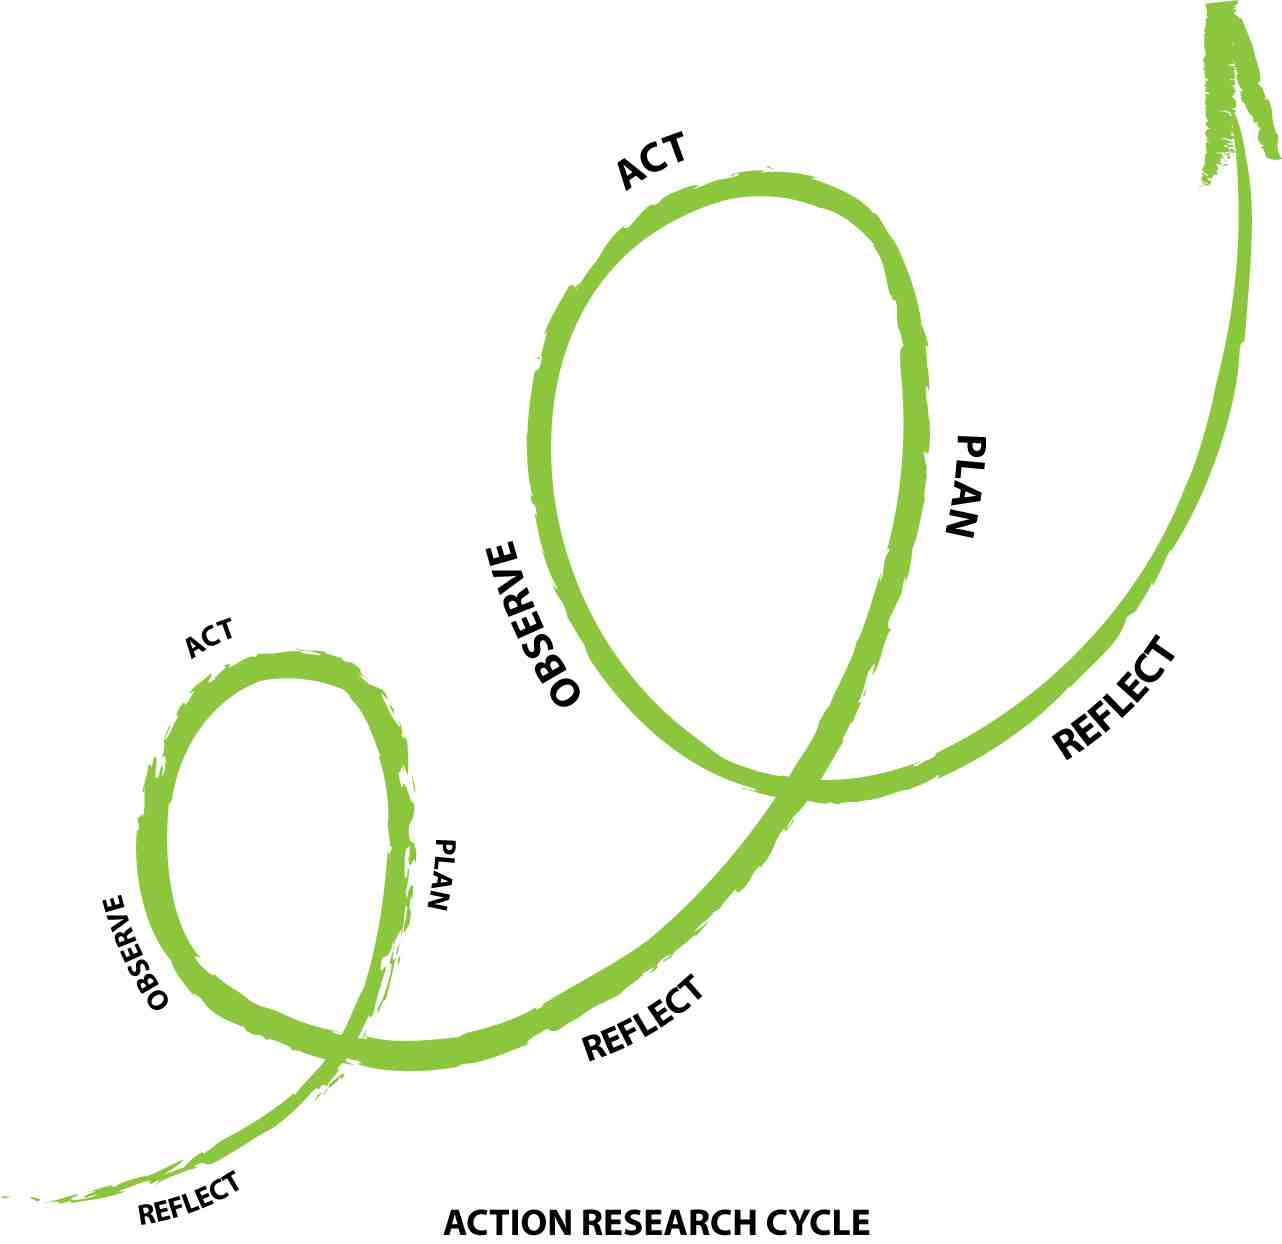 ACT
PLAN
OBSERVE
REFLECT
ACT
PLAN
OBSERVE
REFLECT
REFLECT
ACTION RESEARCH CYCLE